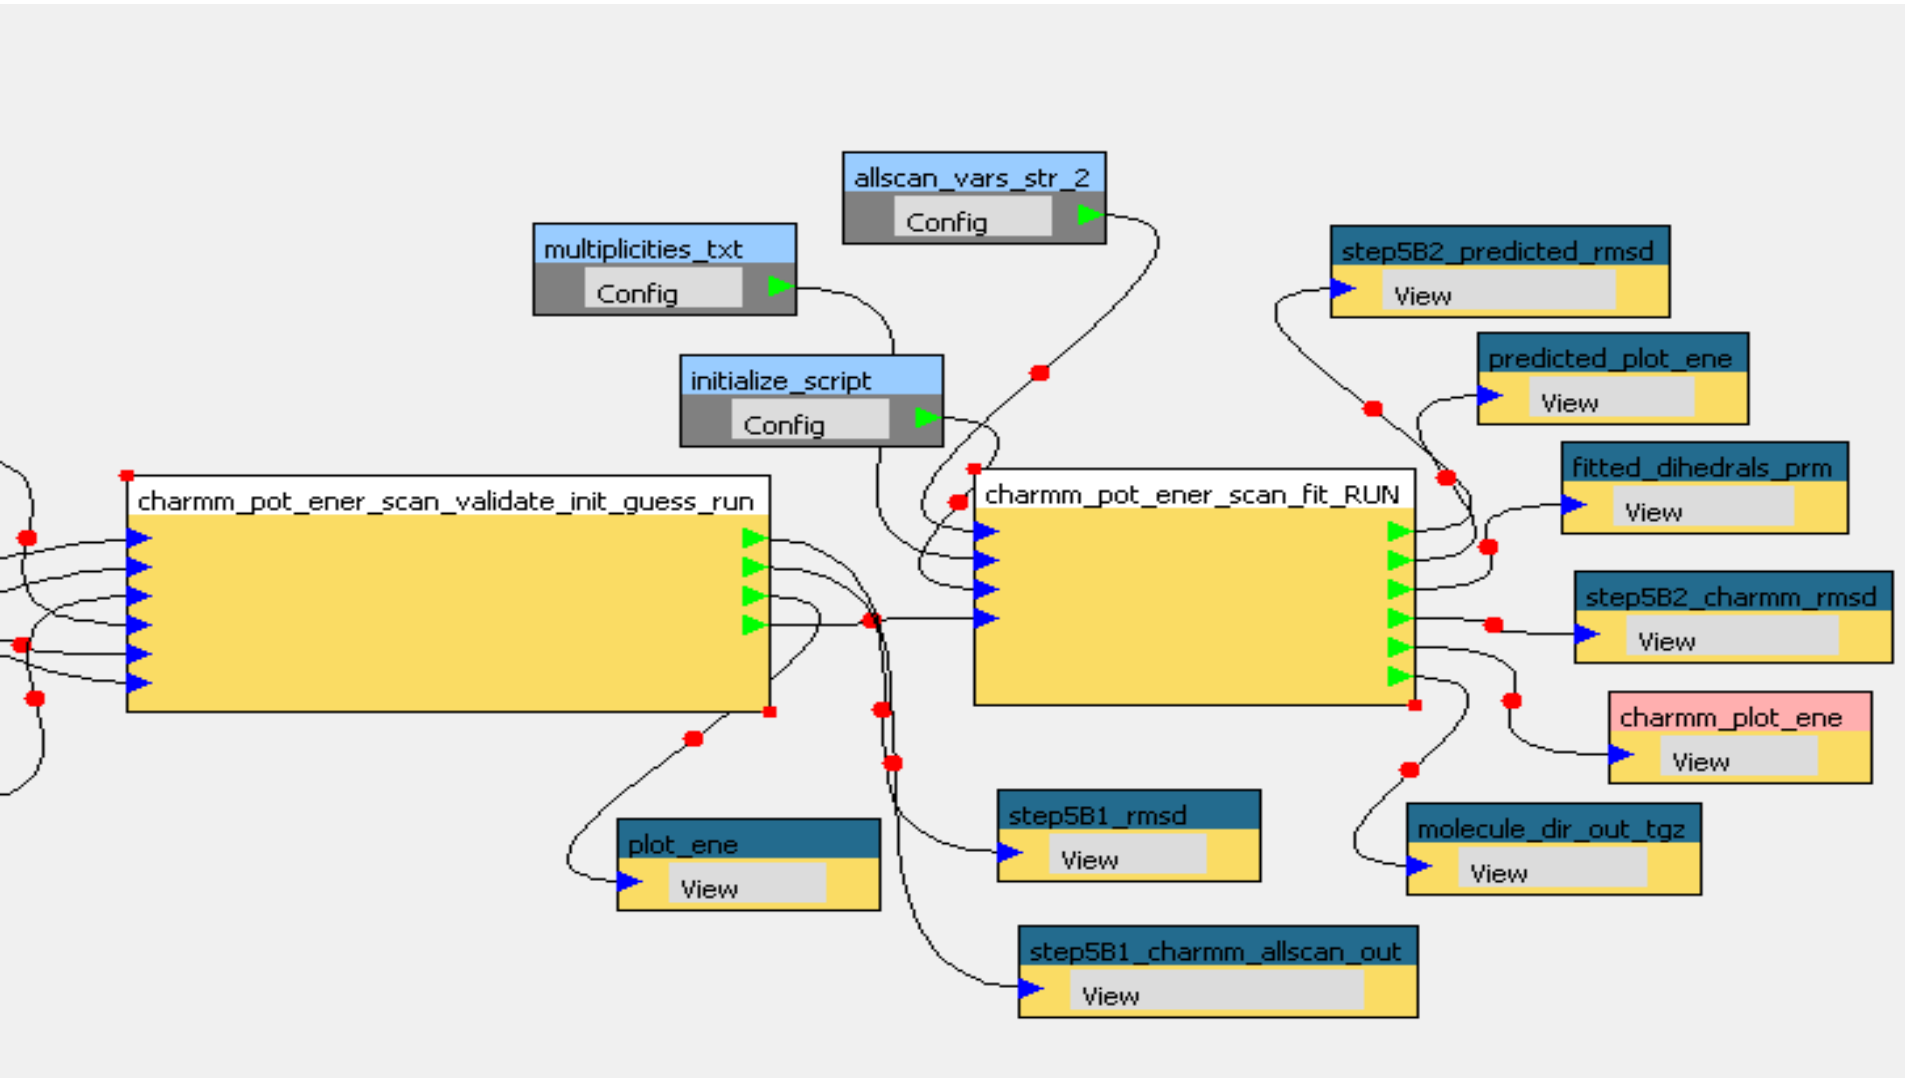 allscan_vars_str_2
Config
multiplicities_txt
Config
initialize_script
Config
step5B2_predicted_rmsd
View
predicted_plot_ene
View
fitted_dihedrals_prm
View
charmm_pot_ener_scan_validate_init_guess_run
charmm_pot_ener_scan_fit_RUN
step5B2_charmm_rmsd
View
charmm_plot_ene
View
plot_ene
View
step5B1_rmsd
View
molecule_dir_out_tgz
View
step5B1_charmm_allscan_out
View